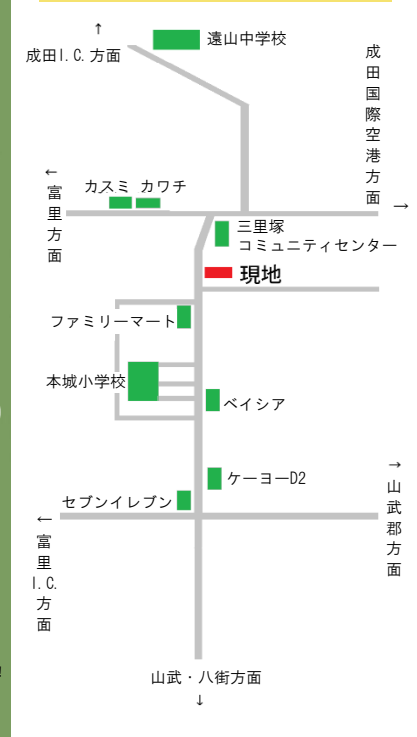 ↑
成田I.C.方面
遠山中学校
成田国際空港方面
→
←
富里方面
カスミ カワチ
三里塚
コミュニティセンター
現地
ファミリーマート
本城小学校
ベイシア
ケーヨーD2
セブンイレブン
→
山武郡方面
←
富里I.C.方面
山武・八街方面
↓